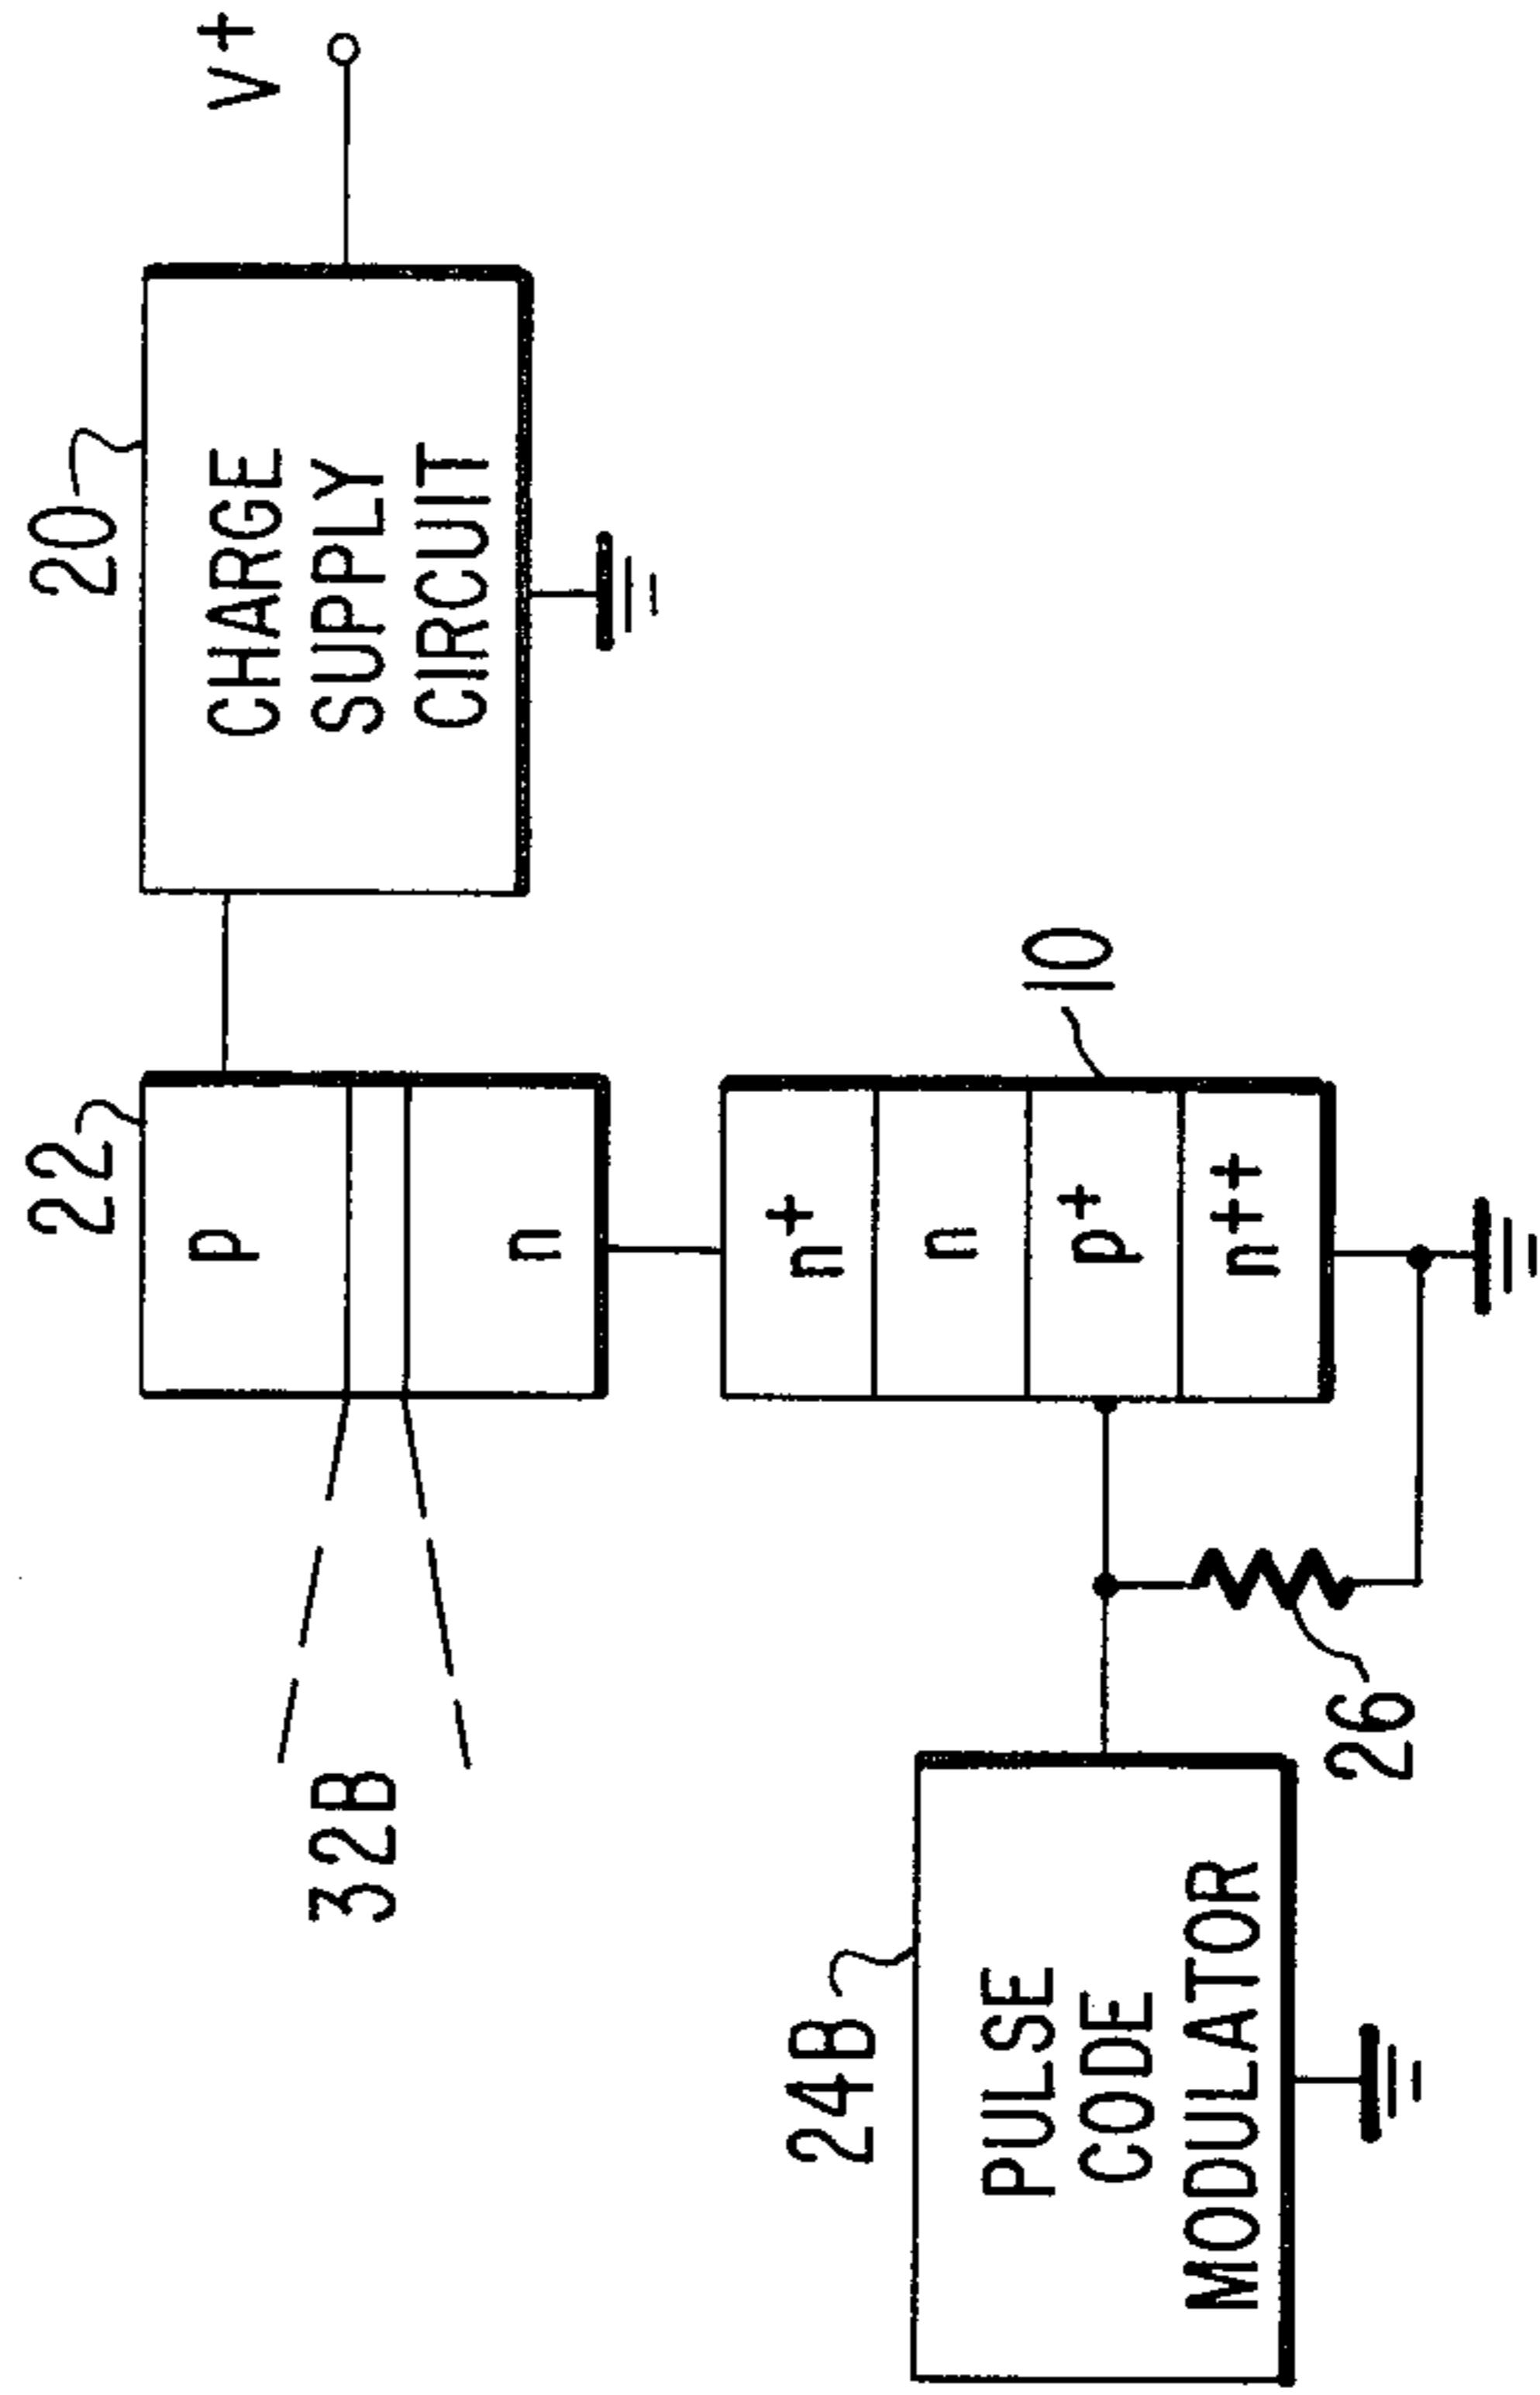 V+
20
CHARGE
SUPPLY
CIRCUIT
22
p
n
10
n+
n
p+
n++
32B
26
24B
PULSE
CODE
MODULATOR